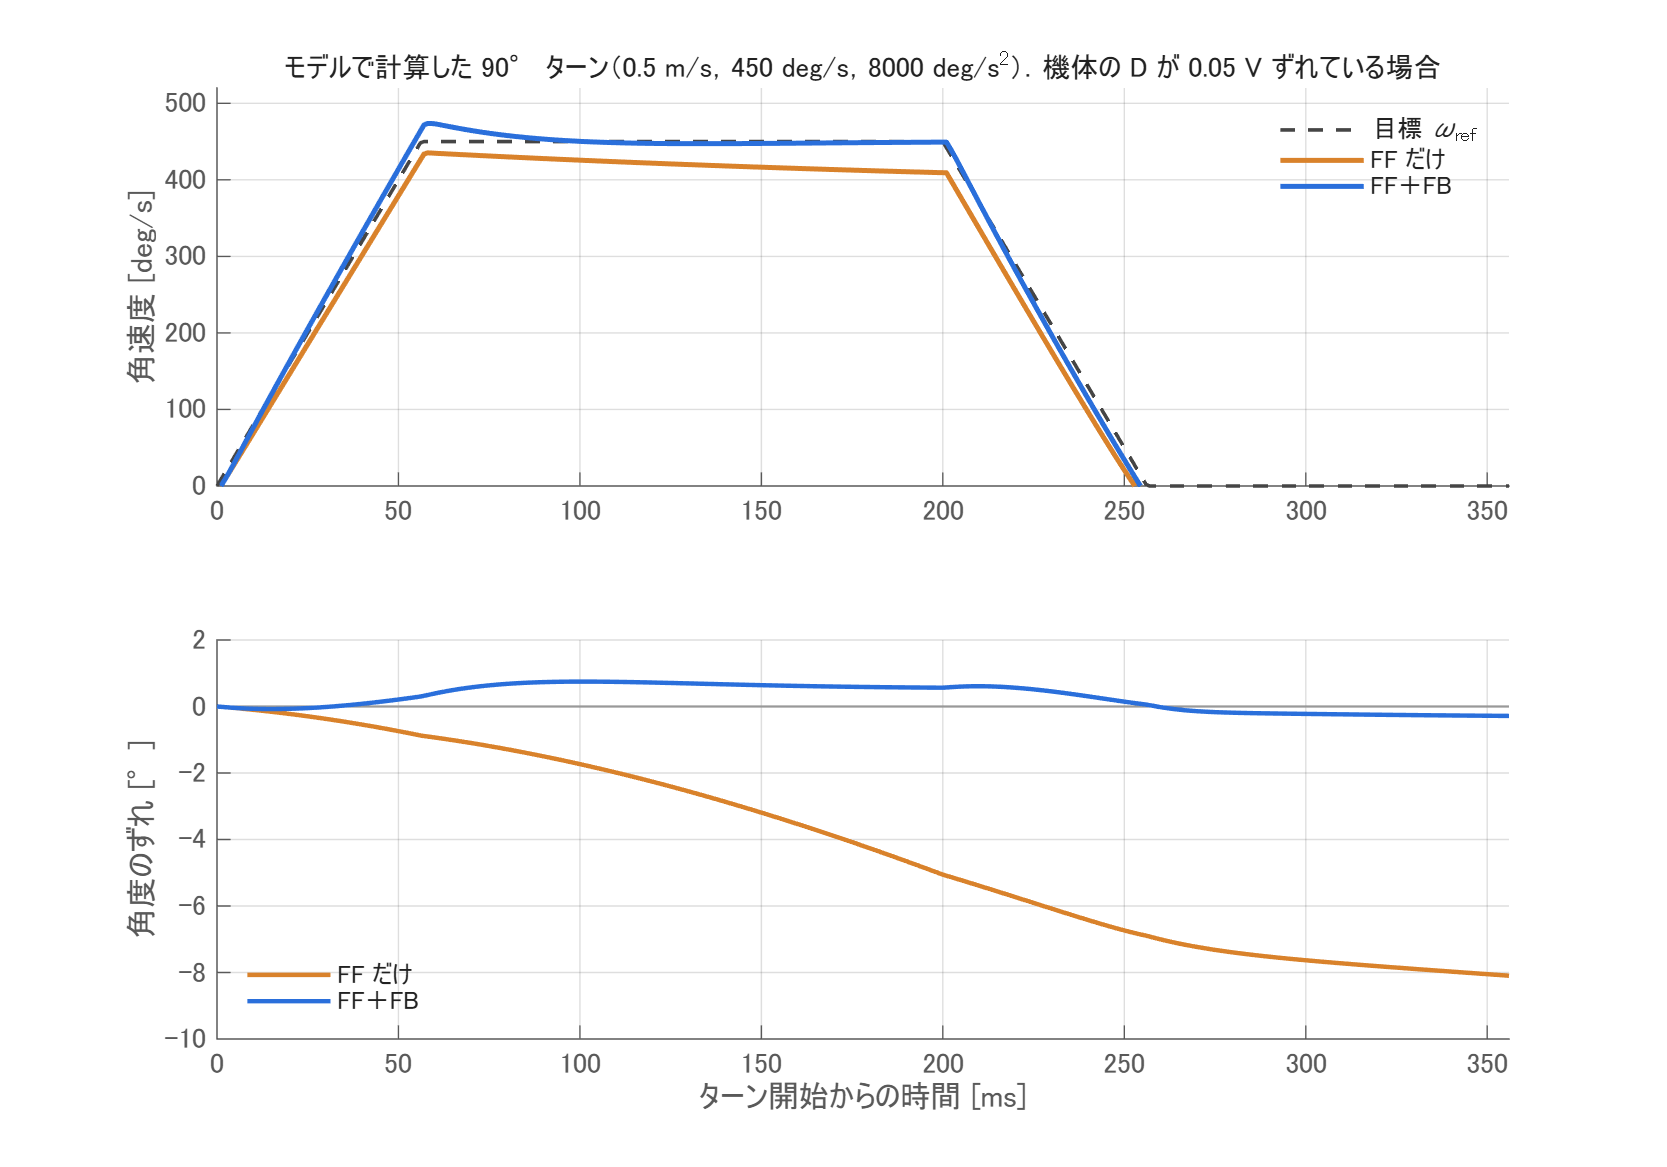 モデルで計算した 90° ターン(0.5 m/s, 450 deg/s, 8000 deg/s²). 機体の D が 0.05 V ずれている場合
500
400
300
200
100
0
角速度 [deg/s]
目標 ω_ref
FF だけ
FF+FB
0 50 100 150 200 250 300 350
2
0
−2
−4
−6
−8
−10
角度のずれ [° ]
FF だけ
FF+FB
0 50 100 150 200 250 300 350
ターン開始からの時間 [ms]